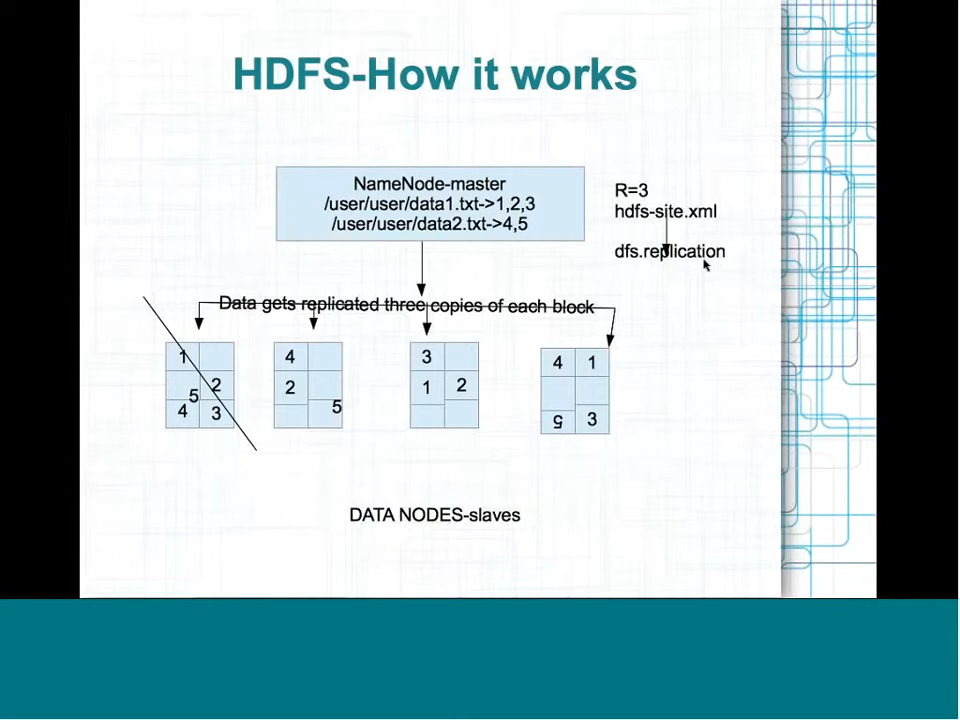 HDFS-How it works
NameNode-master
/user/user/data1.txt->1,2,3
/user/user/data2.txt->4,5
R=3
hdfs-site.xml
dfs.replication
Data gets replicated three copies of each block
1
2
5
4 3
4
2
5
3
1 2
4 1
5 3
DATA NODES-slaves